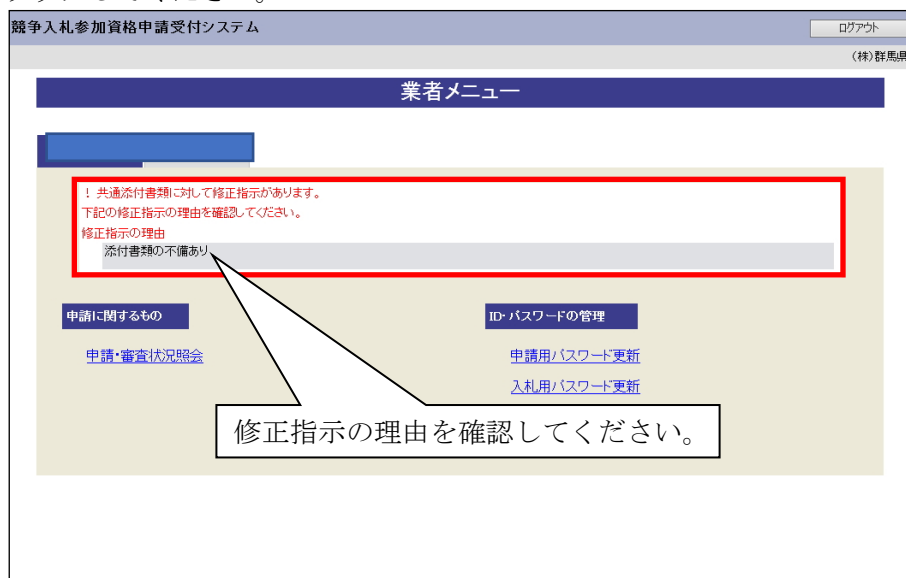 競争入札参加資格申請受付システム
ログアウト
(株)群馬県
業者メニュー
! 共通添付書類に対して修正指示があります。
下記の修正指示の理由を確認してください。
修正指示の理由
添付書類の不備あり
申請に関するもの
ID・パスワードの管理
申請・審査状況照会
申請用パスワード更新
入札用パスワード更新
修正指示の理由を確認してください。